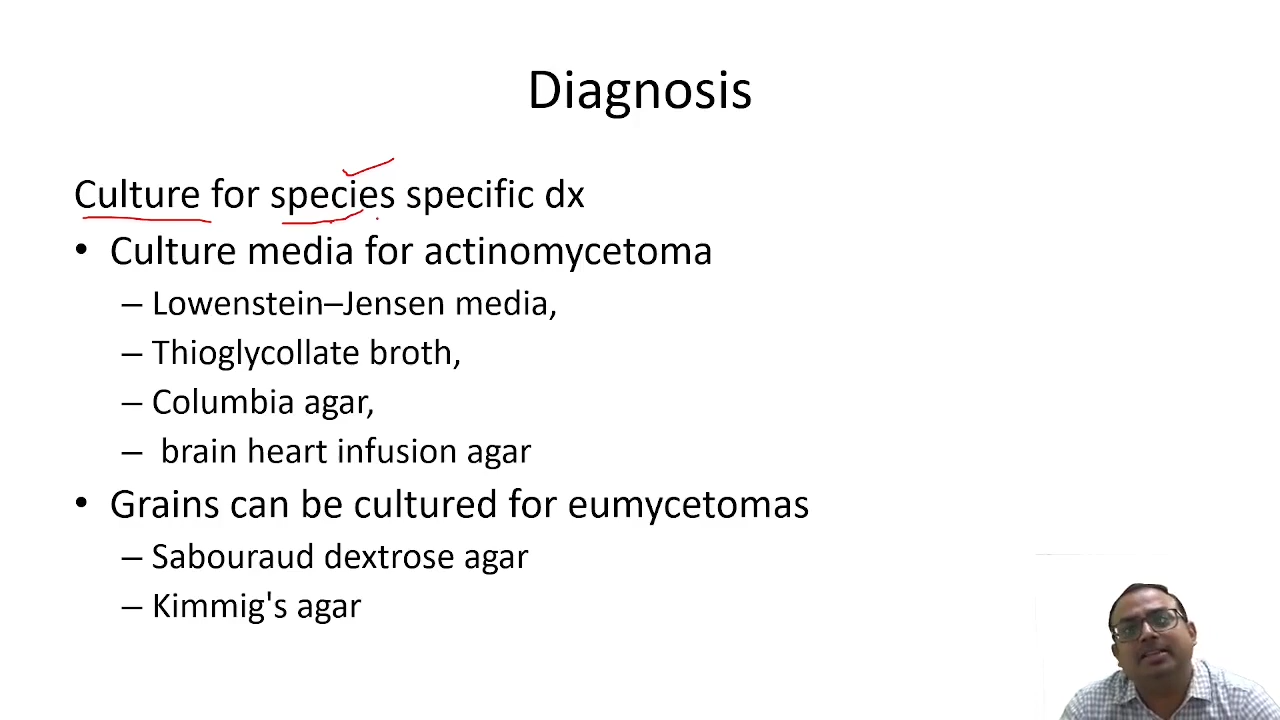 Diagnosis
Culture for species specific dx
• Culture media for actinomycetoma
– Lowenstein–Jensen media,
– Thioglycollate broth,
– Columbia agar,
– brain heart infusion agar
• Grains can be cultured for eumycetomas
– Sabouraud dextrose agar
– Kimmig's agar